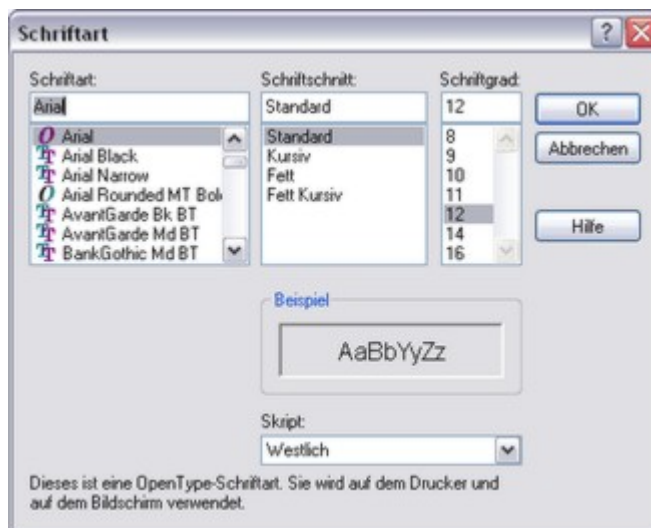 Schriftart
Schriftart:
Schriftschnitt:
Schriftgrad:
Arial
Standard
12
OK
Arial
Arial Black
Arial Narrow
Arial Rounded MT Bol
AvantGarde Bk BT
AvantGarde Md BT
BankGothic Md BT
Standard
Kursiv
Fett
Fett Kursiv
8
9
10
11
12
14
16
Abbrechen
Hilfe
Beispiel
AaBbYyZz
Skript:
Westlich
Dieses ist eine OpenType-Schriftart. Sie wird auf dem Drucker und
auf dem Bildschirm verwendet.